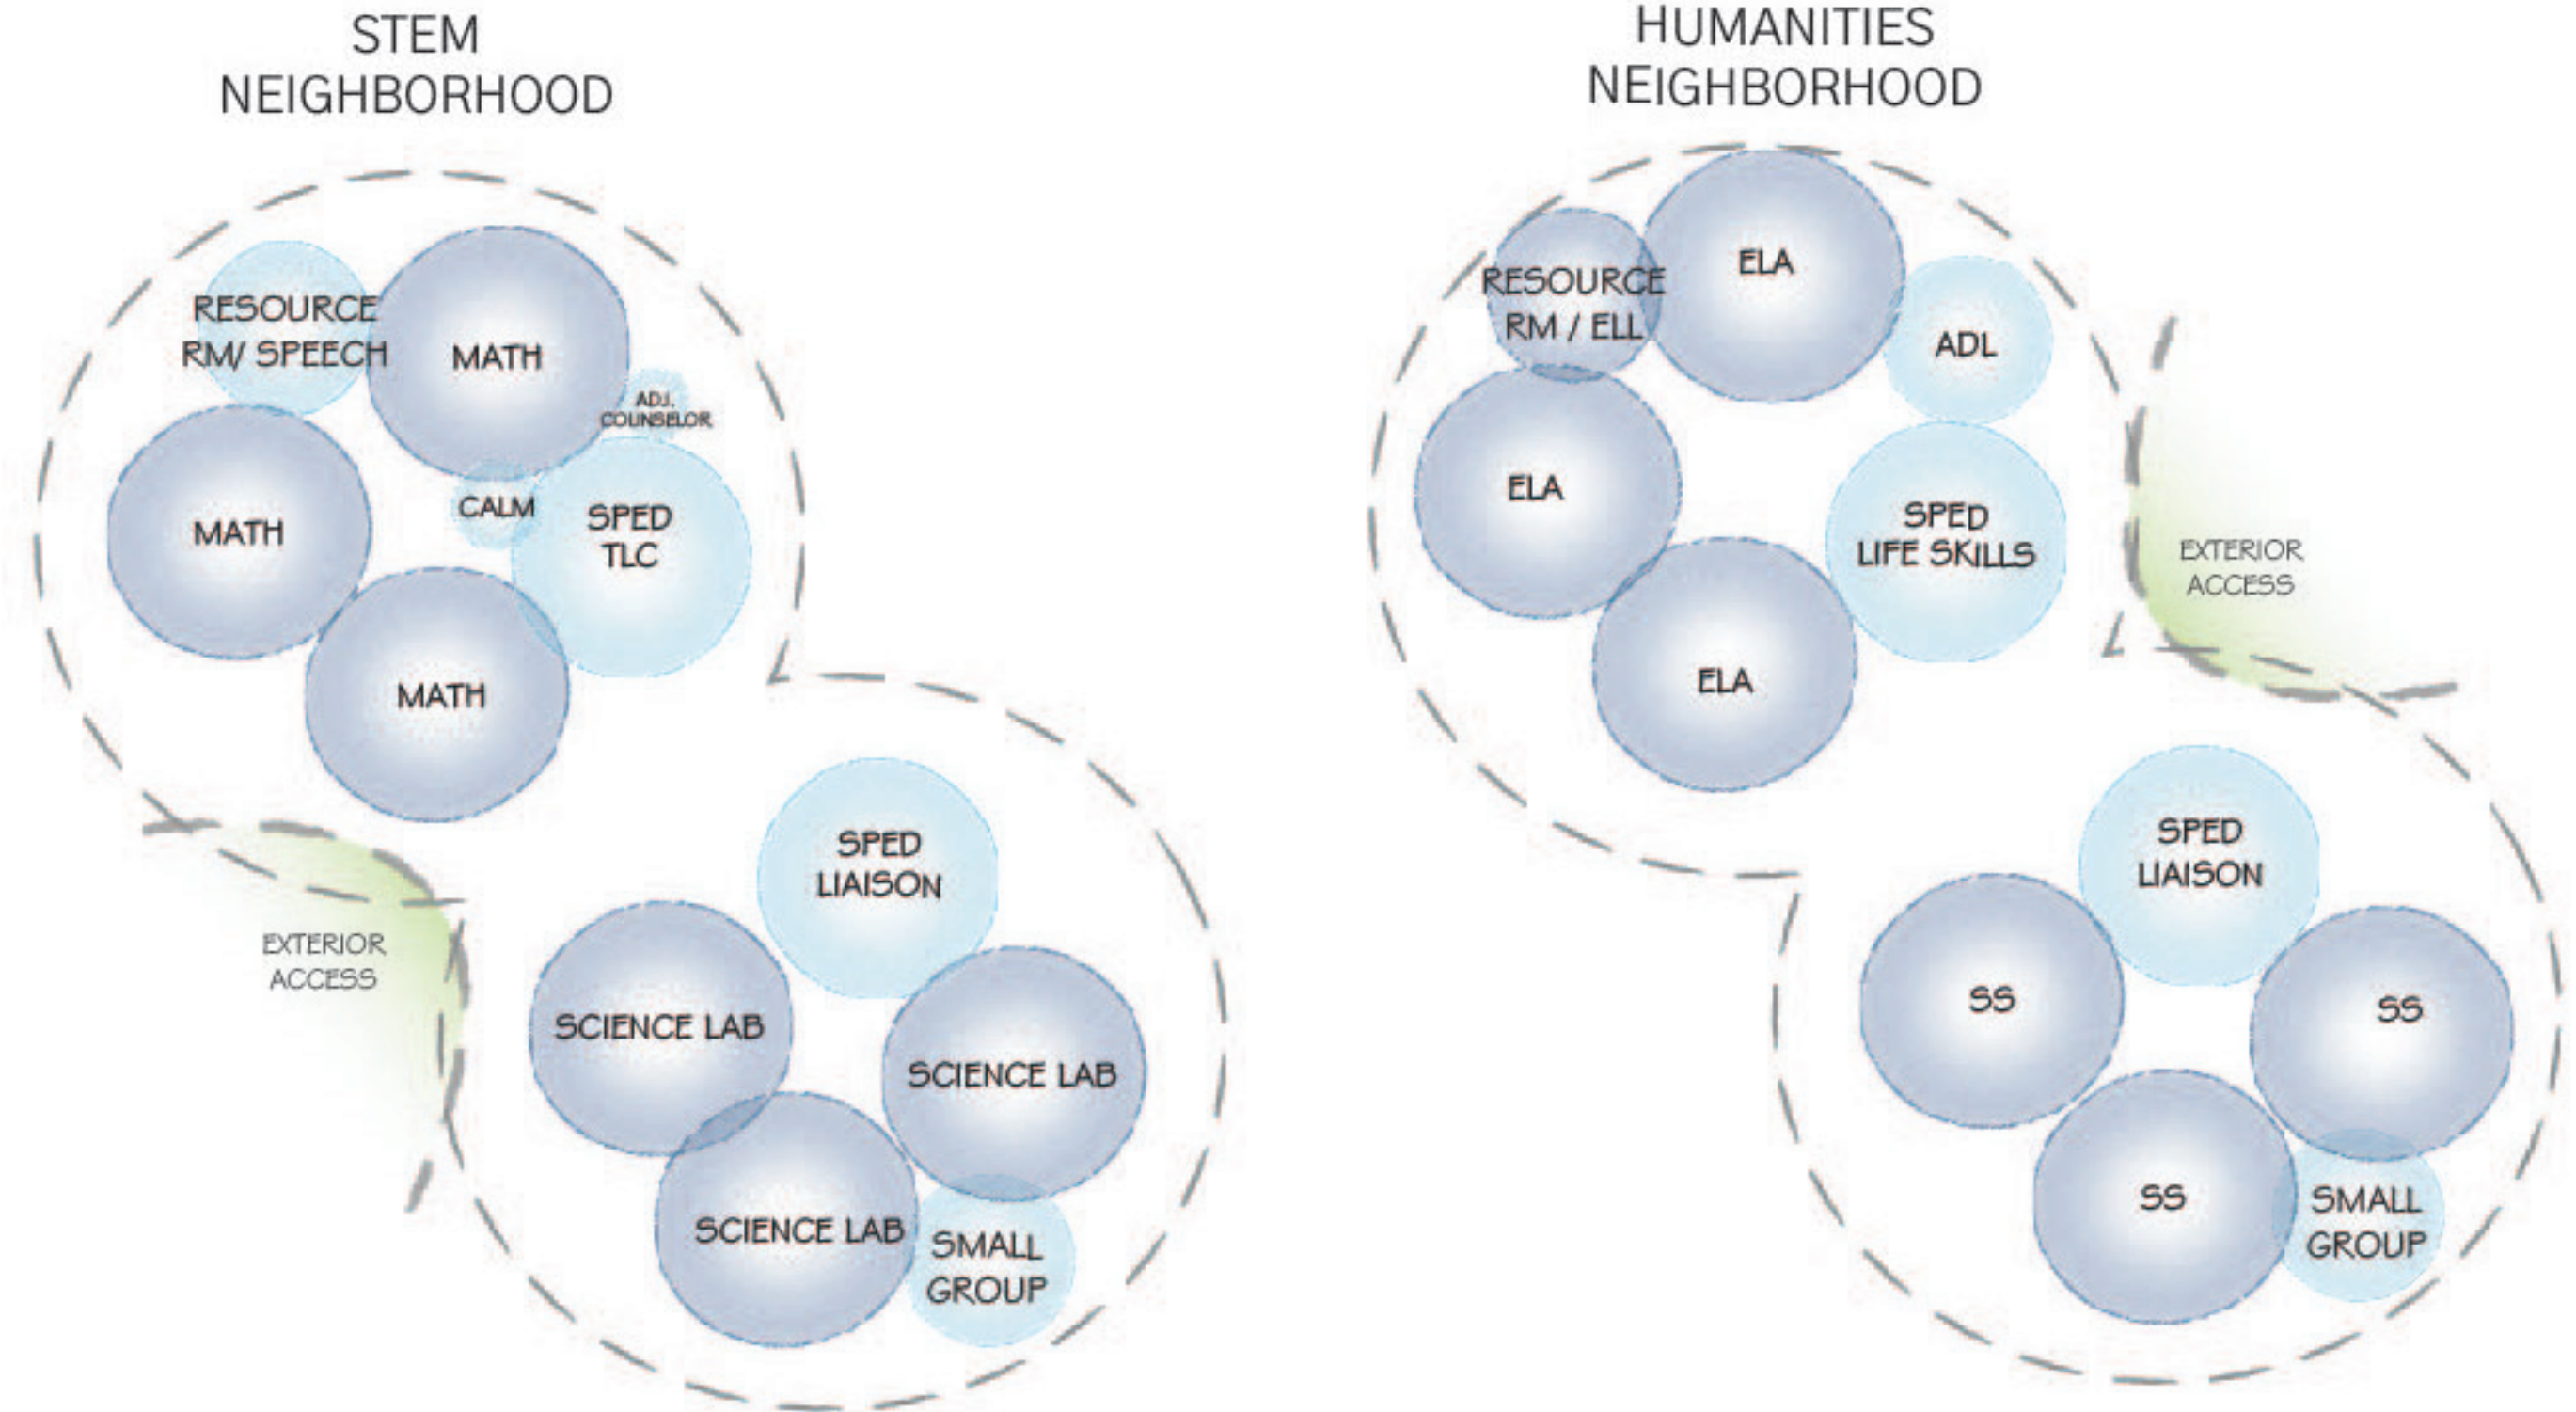 STEM
NEIGHBORHOOD
RESOURCE
RM/ SPEECH
MATH
ADJ.
COUNSELOR
MATH
CALM
SPED
TLC
MATH
SPED
LIAISON
EXTERIOR
ACCESS
SCIENCE LAB
SCIENCE LAB
SCIENCE LAB
SMALL
GROUP
HUMANITIES
NEIGHBORHOOD
RESOURCE
RM / ELL
ELA
ADL
ELA
SPED
LIFE SKILLS
EXTERIOR
ACCESS
ELA
SPED
LIAISON
SS
SS
SS
SMALL
GROUP